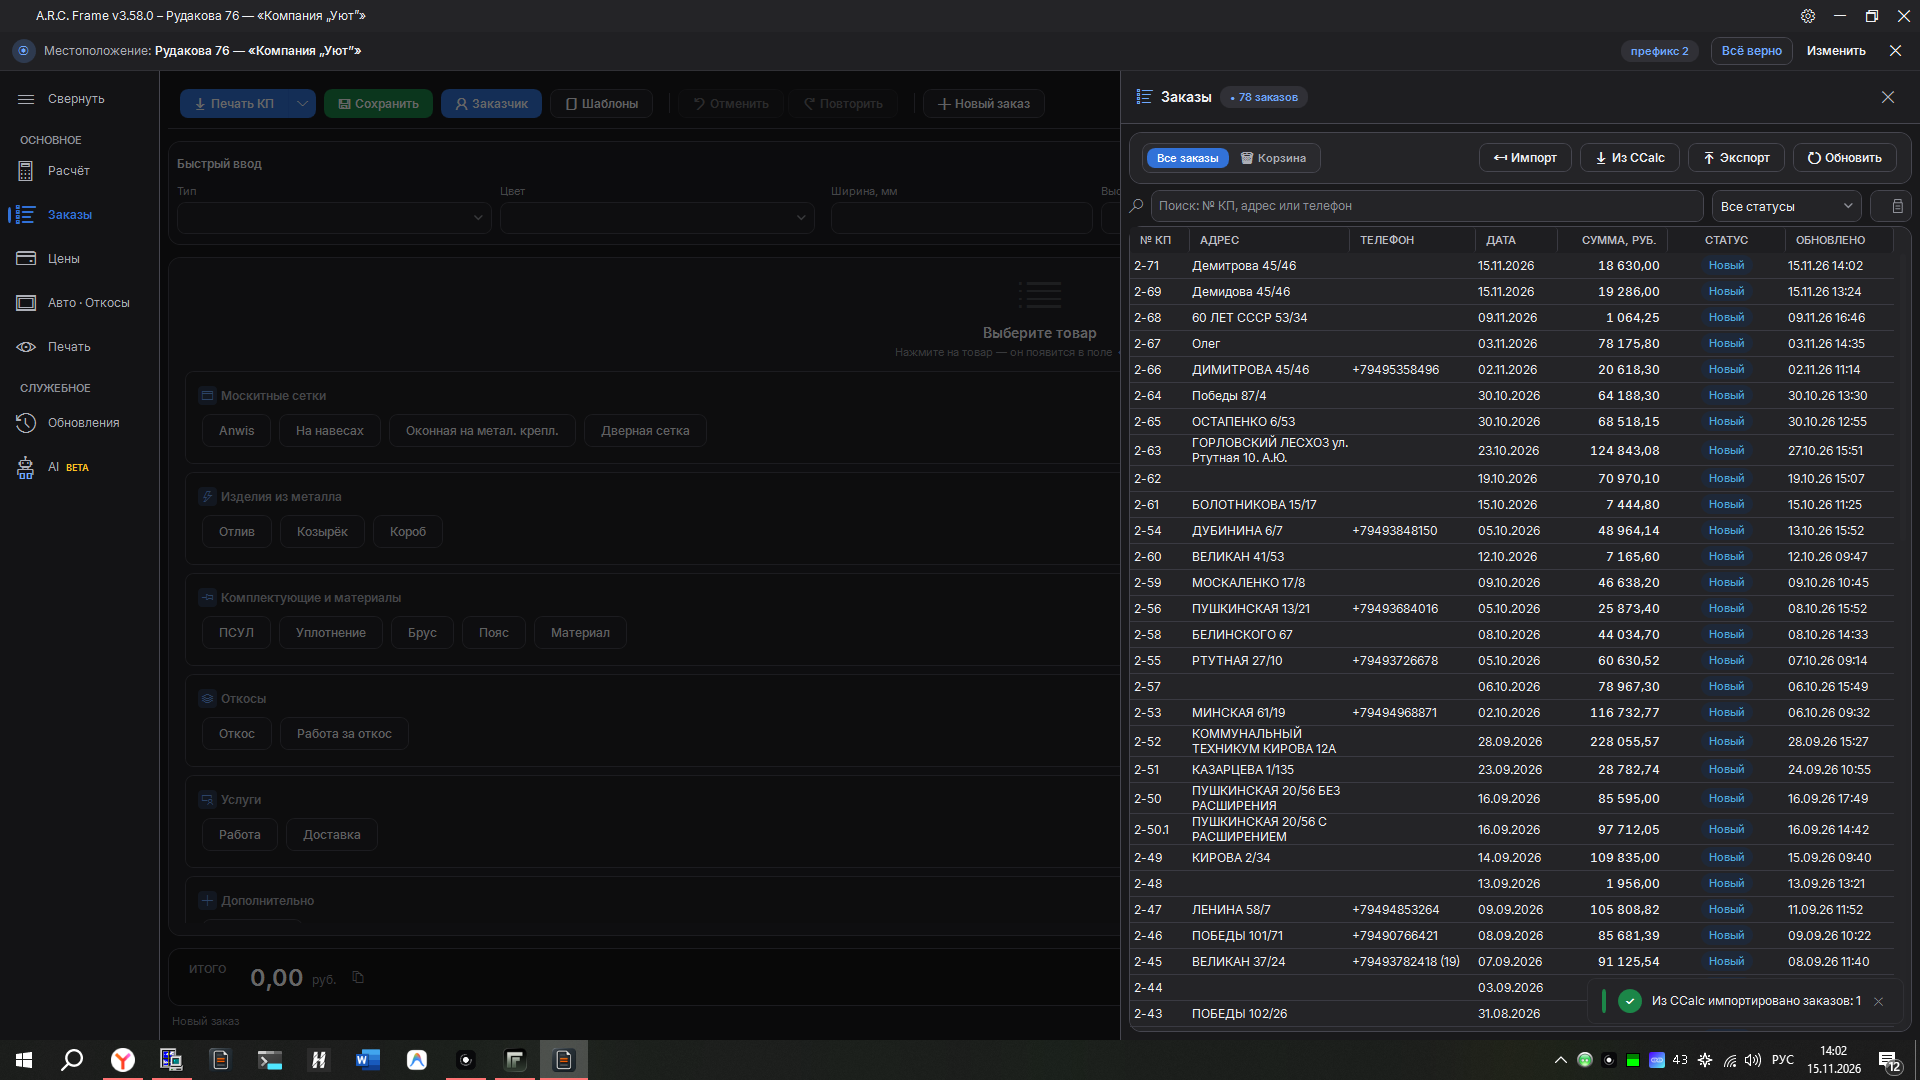 A.R.C. Frame v3.58.0 – Рудакова 76 — «Компания „Уют“»
Местоположение: Рудакова 76 — «Компания „Уют“»
префикс 2
Всё верно
Изменить
Свернуть
ОСНОВНОЕ
Расчёт
Заказы
Цены
Авто · Откосы
Печать
СЛУЖЕБНОЕ
Обновления
AI BETA
Печать КП
Сохранить
Заказчик
Шаблоны
Отменить
Повторить
Новый заказ
Быстрый ввод
Тип
Цвет
Ширина, мм
Выс
Выберите товар
Нажмите на товар — он появится в поле
Москитные сетки
Anwis
На навесах
Оконная на метал. крепл.
Дверная сетка
Изделия из металла
Отлив
Козырёк
Короб
Комплектующие и материалы
ПСУЛ
Уплотнение
Брус
Пояс
Материал
Откосы
Откос
Работа за откос
Услуги
Работа
Доставка
Дополнительно
ИТОГО
0,00 руб.
Новый заказ
Заказы
• 78 заказов
Все заказы
Корзина
Импорт
Из CCalc
Экспорт
Обновить
Поиск: № КП, адрес или телефон
Все статусы
№ КП АДРЕС ТЕЛЕФОН ДАТА СУММА, РУБ. СТАТУС ОБНОВЛЕНО
2-71 Демитрова 45/46 15.11.2026 18 630,00 Новый 15.11.26 14:02
2-69 Демидова 45/46 15.11.2026 19 286,00 Новый 15.11.26 13:24
2-68 60 ЛЕТ СССР 53/34 09.11.2026 1 064,25 Новый 09.11.26 16:46
2-67 Олег 03.11.2026 78 175,80 Новый 03.11.26 14:35
2-66 ДИМИТРОВА 45/46 +79495358496 02.11.2026 20 618,30 Новый 02.11.26 11:14
2-64 Победы 87/4 30.10.2026 64 188,30 Новый 30.10.26 13:30
2-65 ОСТАПЕНКО 6/53 30.10.2026 68 518,15 Новый 30.10.26 12:55
2-63 ГОРЛОВСКИЙ ЛЕСХОЗ ул. Ртутная 10. А.Ю. 23.10.2026 124 843,08 Новый 27.10.26 15:51
2-62 19.10.2026 70 970,10 Новый 19.10.26 15:07
2-61 БОЛОТНИКОВА 15/17 15.10.2026 7 444,80 Новый 15.10.26 11:25
2-54 ДУБИНИНА 6/7 +79493848150 05.10.2026 48 964,14 Новый 13.10.26 15:52
2-60 ВЕЛИКАН 41/53 12.10.2026 7 165,60 Новый 12.10.26 09:47
2-59 МОСКАЛЕНКО 17/8 09.10.2026 46 638,20 Новый 09.10.26 10:45
2-56 ПУШКИНСКАЯ 13/21 +79493684016 05.10.2026 25 873,40 Новый 08.10.26 15:52
2-58 БЕЛИНСКОГО 67 08.10.2026 44 034,70 Новый 08.10.26 14:33
2-55 РТУТНАЯ 27/10 +79493726678 05.10.2026 60 630,52 Новый 07.10.26 09:14
2-57 06.10.2026 78 967,30 Новый 06.10.26 15:49
2-53 МИНСКАЯ 61/19 +79494968871 02.10.2026 116 732,77 Новый 06.10.26 09:32
2-52 КОММУНАЛЬНЫЙ ТЕХНИКУМ КИРОВА 12А 28.09.2026 228 055,57 Новый 28.09.26 15:27
2-51 КАЗАРЦЕВА 1/135 23.09.2026 28 782,74 Новый 24.09.26 10:55
2-50 ПУШКИНСКАЯ 20/56 БЕЗ РАСШИРЕНИЯ 16.09.2026 85 595,00 Новый 16.09.26 17:49
2-50.1 ПУШКИНСКАЯ 20/56 С РАСШИРЕНИЕМ 16.09.2026 97 712,05 Новый 16.09.26 14:42
2-49 КИРОВА 2/34 14.09.2026 109 835,00 Новый 15.09.26 09:40
2-48 13.09.2026 1 956,00 Новый 13.09.26 13:21
2-47 ЛЕНИНА 58/7 +79494853264 09.09.2026 105 808,82 Новый 11.09.26 11:52
2-46 ПОБЕДЫ 101/71 +79490766421 08.09.2026 85 681,39 Новый 09.09.26 10:22
2-45 ВЕЛИКАН 37/24 +79493782418 (19) 07.09.2026 91 125,54 Новый 08.09.26 11:40
2-44 03.09.2026
2-43 ПОБЕДЫ 102/26 31.08.2026
Из CCalc импортировано заказов: 1
43
РУС
14:02
15.11.2026
12